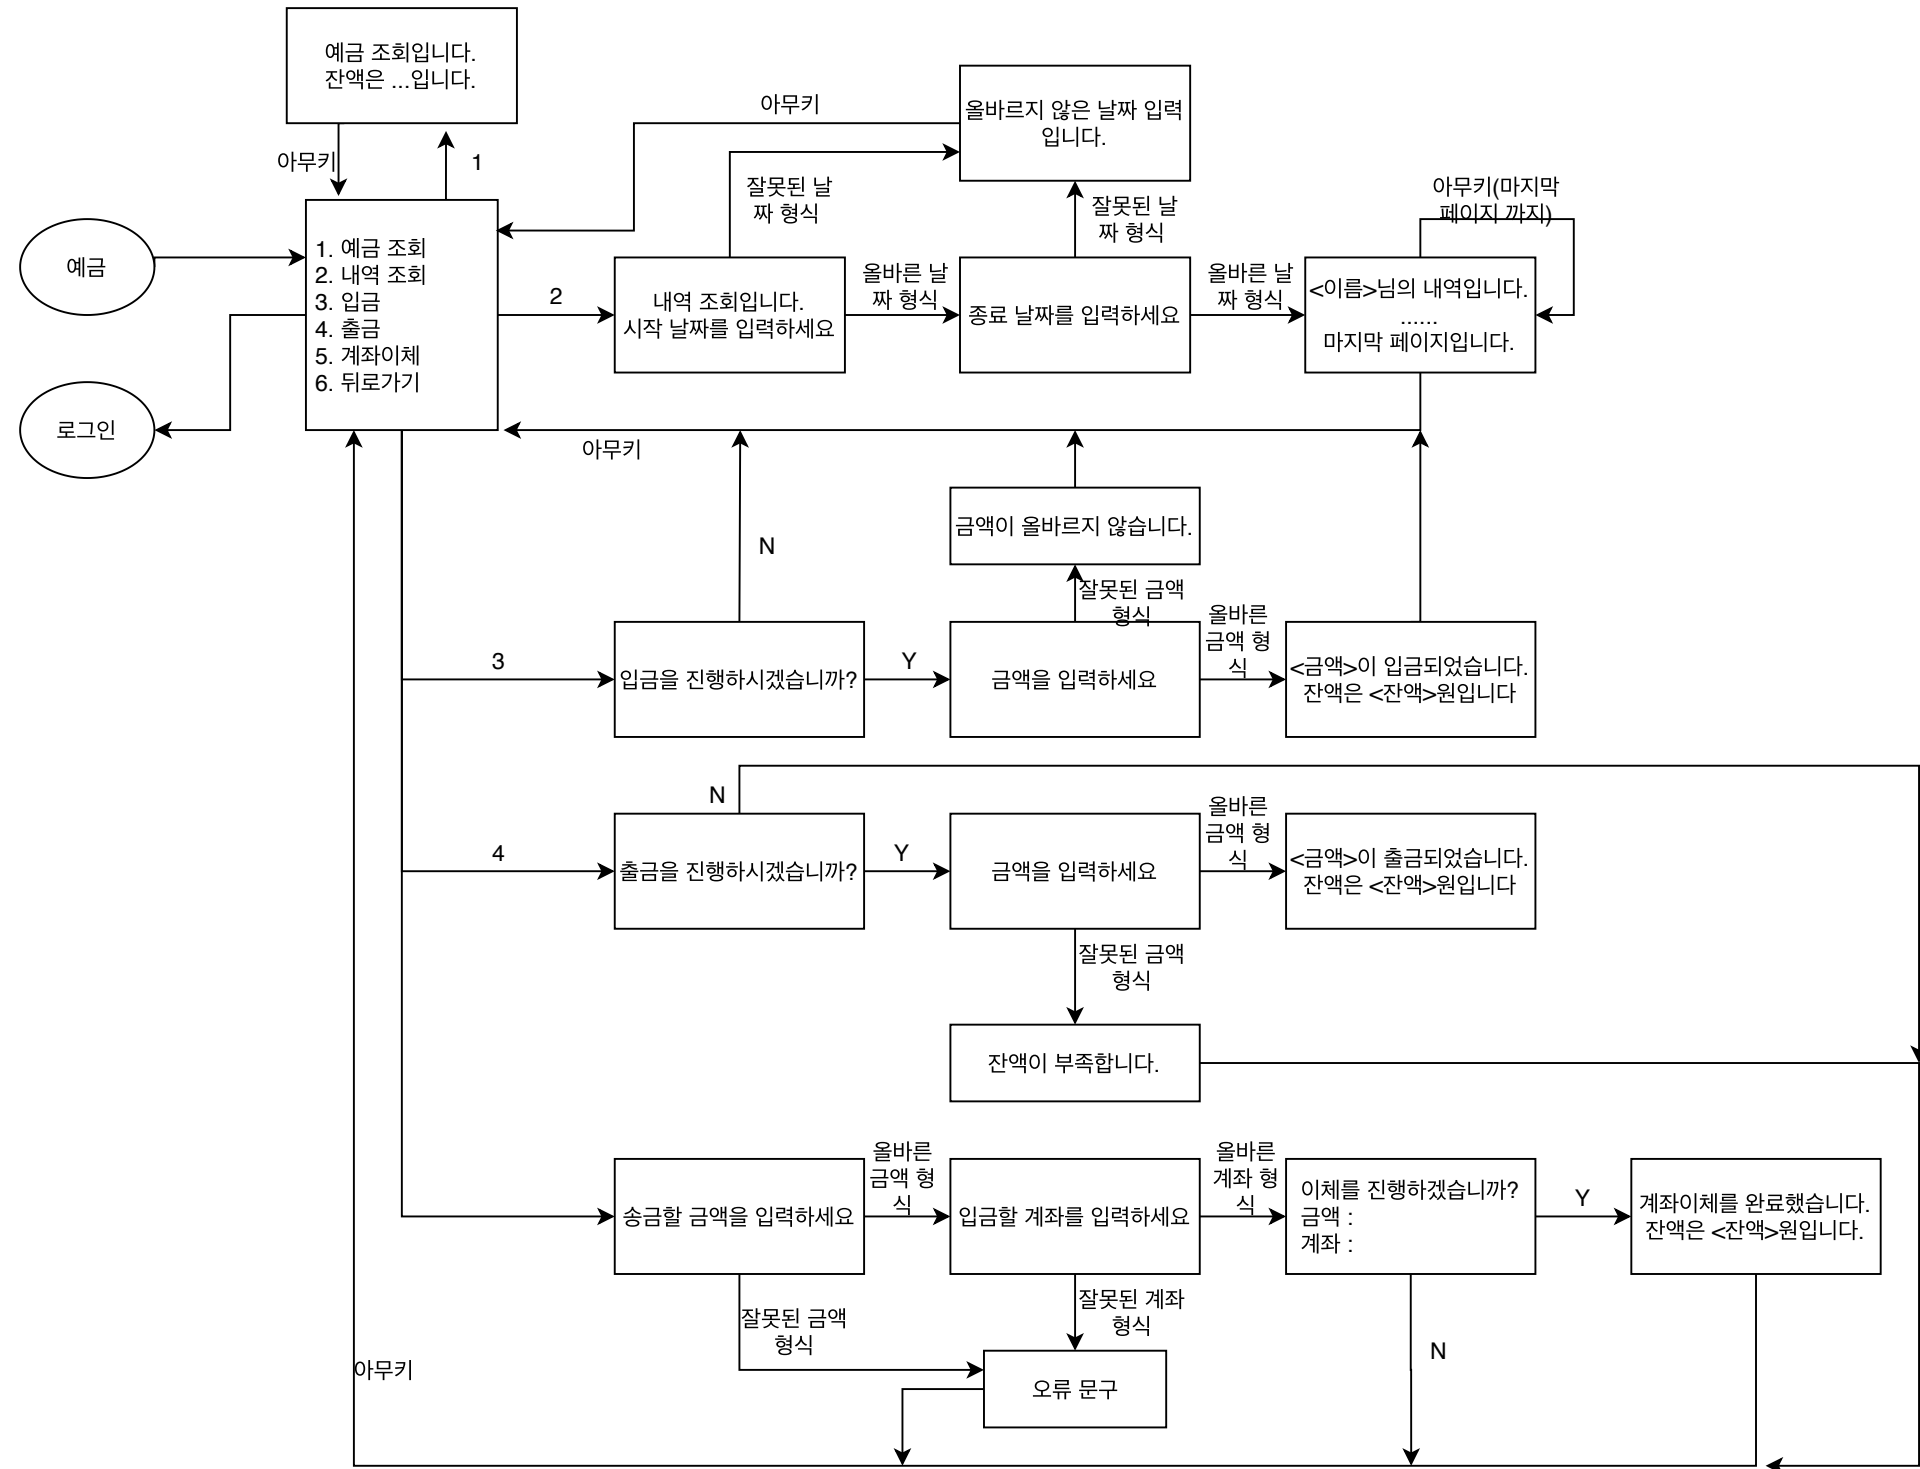 예금 조회입니다.
잔액은 ...입니다.
아무키
1
예금
로그인
1. 예금 조회
2. 내역 조회
3. 입금
4. 출금
5. 계좌이체
6. 뒤로가기
아무키
올바르지 않은 날짜 입력
입니다.
잘못된 날
짜 형식
잘못된 날
짜 형식
2
내역 조회입니다.
시작 날짜를 입력하세요
올바른 날
짜 형식
종료 날짜를 입력하세요
올바른 날
짜 형식
아무키(마지막
페이지 까지)
<이름>님의 내역입니다.
......
마지막 페이지입니다.
아무키
N
금액이 올바르지 않습니다.
잘못된 금액
형식
3
입금을 진행하시겠습니까?
Y
금액을 입력하세요
올바른
금액 형
식
<금액>이 입금되었습니다.
잔액은 <잔액>원입니다
N
4
출금을 진행하시겠습니까?
Y
금액을 입력하세요
올바른
금액 형
식
<금액>이 출금되었습니다.
잔액은 <잔액>원입니다
잘못된 금액
형식
잔액이 부족합니다.
송금할 금액을 입력하세요
올바른
금액 형
식
입금할 계좌를 입력하세요
올바른
계좌 형
식
이체를 진행하겠습니까?
금액 :
계좌 :
Y
계좌이체를 완료했습니다.
잔액은 <잔액>원입니다.
잘못된 금액
형식
잘못된 계좌
형식
N
오류 문구
아무키